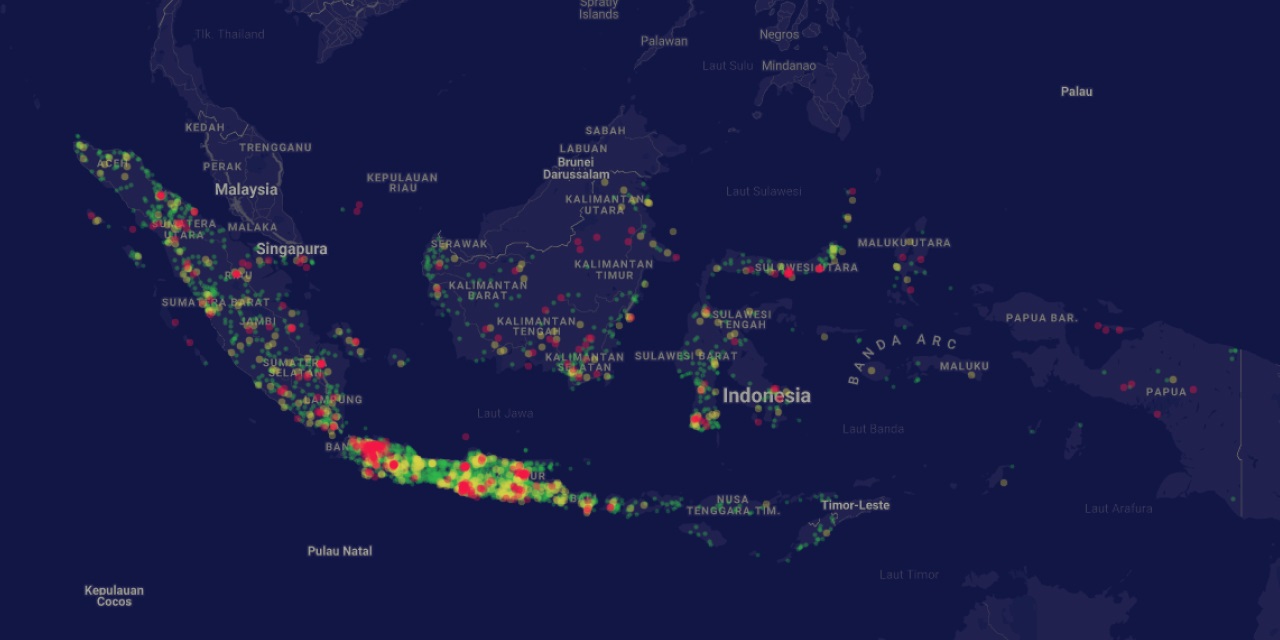 Spratly
Islands
Tlk. Thailand
Palawan
Negros
Laut Sulu
Mindanao
Palau
KEDAH
SABAH
TRENGGANU
LABUAN
ACEH
PERAK
Brunei
Darussalam
KEPULAUAN
RIAU
Malaysia
Laut Sulawesi
KALIMANTAN
UTARA
SUMATERA
UTARA
MALAKA
SERAWAK
MALUKU UTARA
Singapura
KALIMANTAN
TIMUR
SULAWESI UTARA
RIAU
KALIMANTAN
BARAT
SUMATERA BARAT
SULAWESI
TENGAH
PAPUA BAR.
JAMBI
KALIMANTAN
TENGAH
BANDA ARC
SULAWESI BARAT
KALIMANTAN
SELATAN
SUMATERA
SELATAN
MALUKU
PAPUA
Indonesia
LAMPUNG
Laut Jawa
Laut Banda
BAN
UR
NUSA
TENGGARA TIM.
Timor-Leste
Laut Arafura
Pulau Natal
Laut Timor
Kepulauan
Cocos